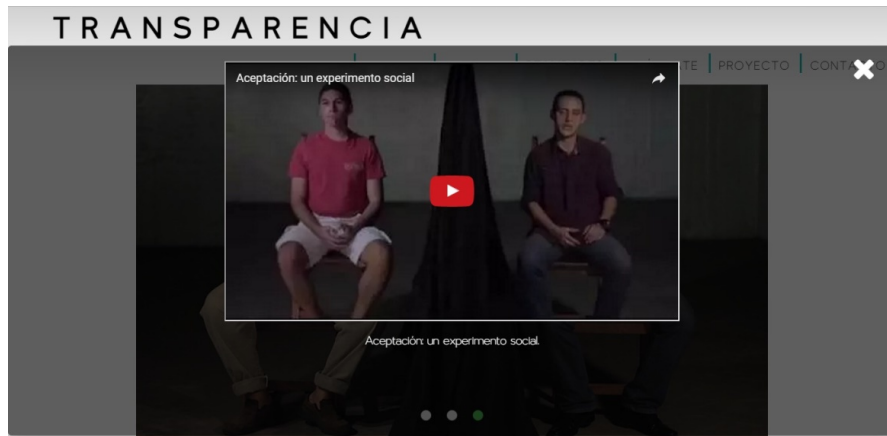 TRANSPARENCIA
PROYECTO
Aceptación: un experimento social
Aceptación: un experimento social.